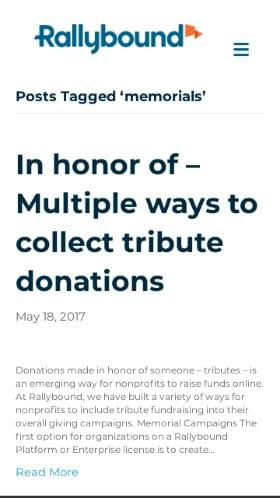 Rallybound
Posts Tagged ‘memorials’
In honor of –
Multiple ways to
collect tribute
donations
May 18, 2017
Donations made in honor of someone – tributes – is
an emerging way for nonprofits to raise funds online.
At Rallybound, we have built a variety of ways for
nonprofits to include tribute fundraising into their
overall giving campaigns. Memorial Campaigns The
first option for organizations on a Rallybound
Platform or Enterprise license is to create...
Read More